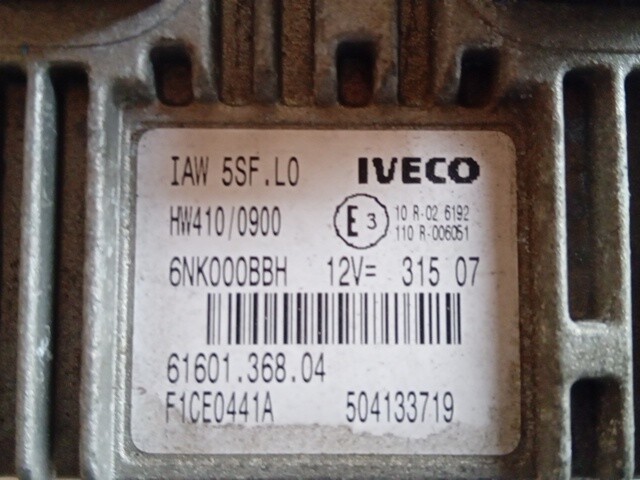 IAW 5SF.L0 IVECO
HW410/0900 E3 10 R-02 6192
110 R-006051
6NK000BBH 12V= 315 07
61601.368.04
F1CE0441A 504133719